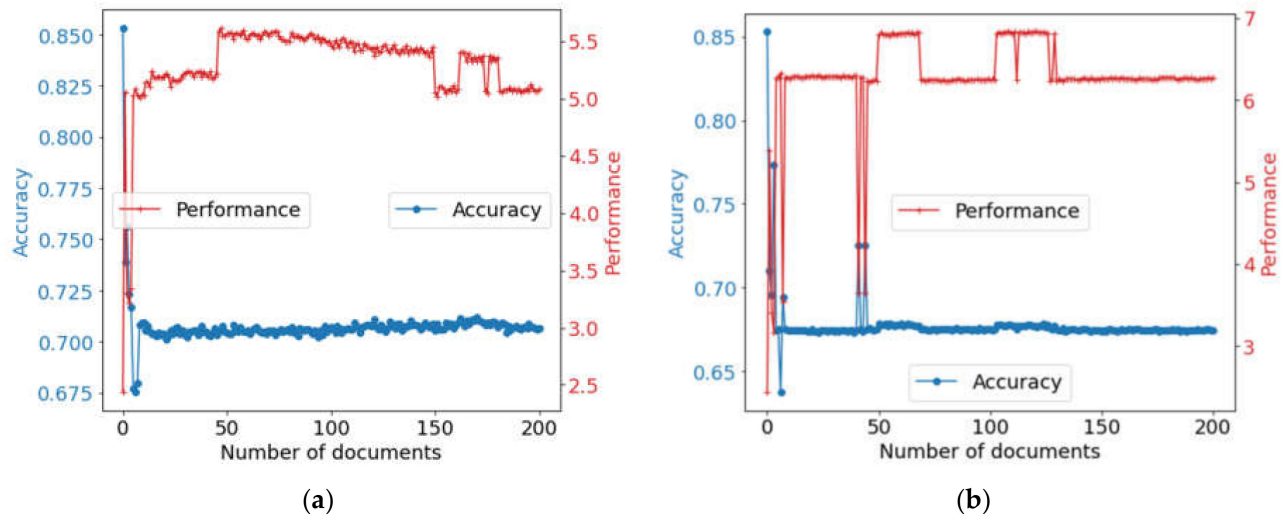 0.850
0.825
0.800
0.775
0.750
0.725
0.700
0.675
Accuracy
5.5
5.0
4.5
4.0
3.5
3.0
2.5
Performance
Performance
Accuracy
0 50 100 150 200
Number of documents
(a)
0.85
0.80
0.75
0.70
0.65
Accuracy
7
6
5
4
3
Performance
Performance
Accuracy
0 50 100 150 200
Number of documents
(b)